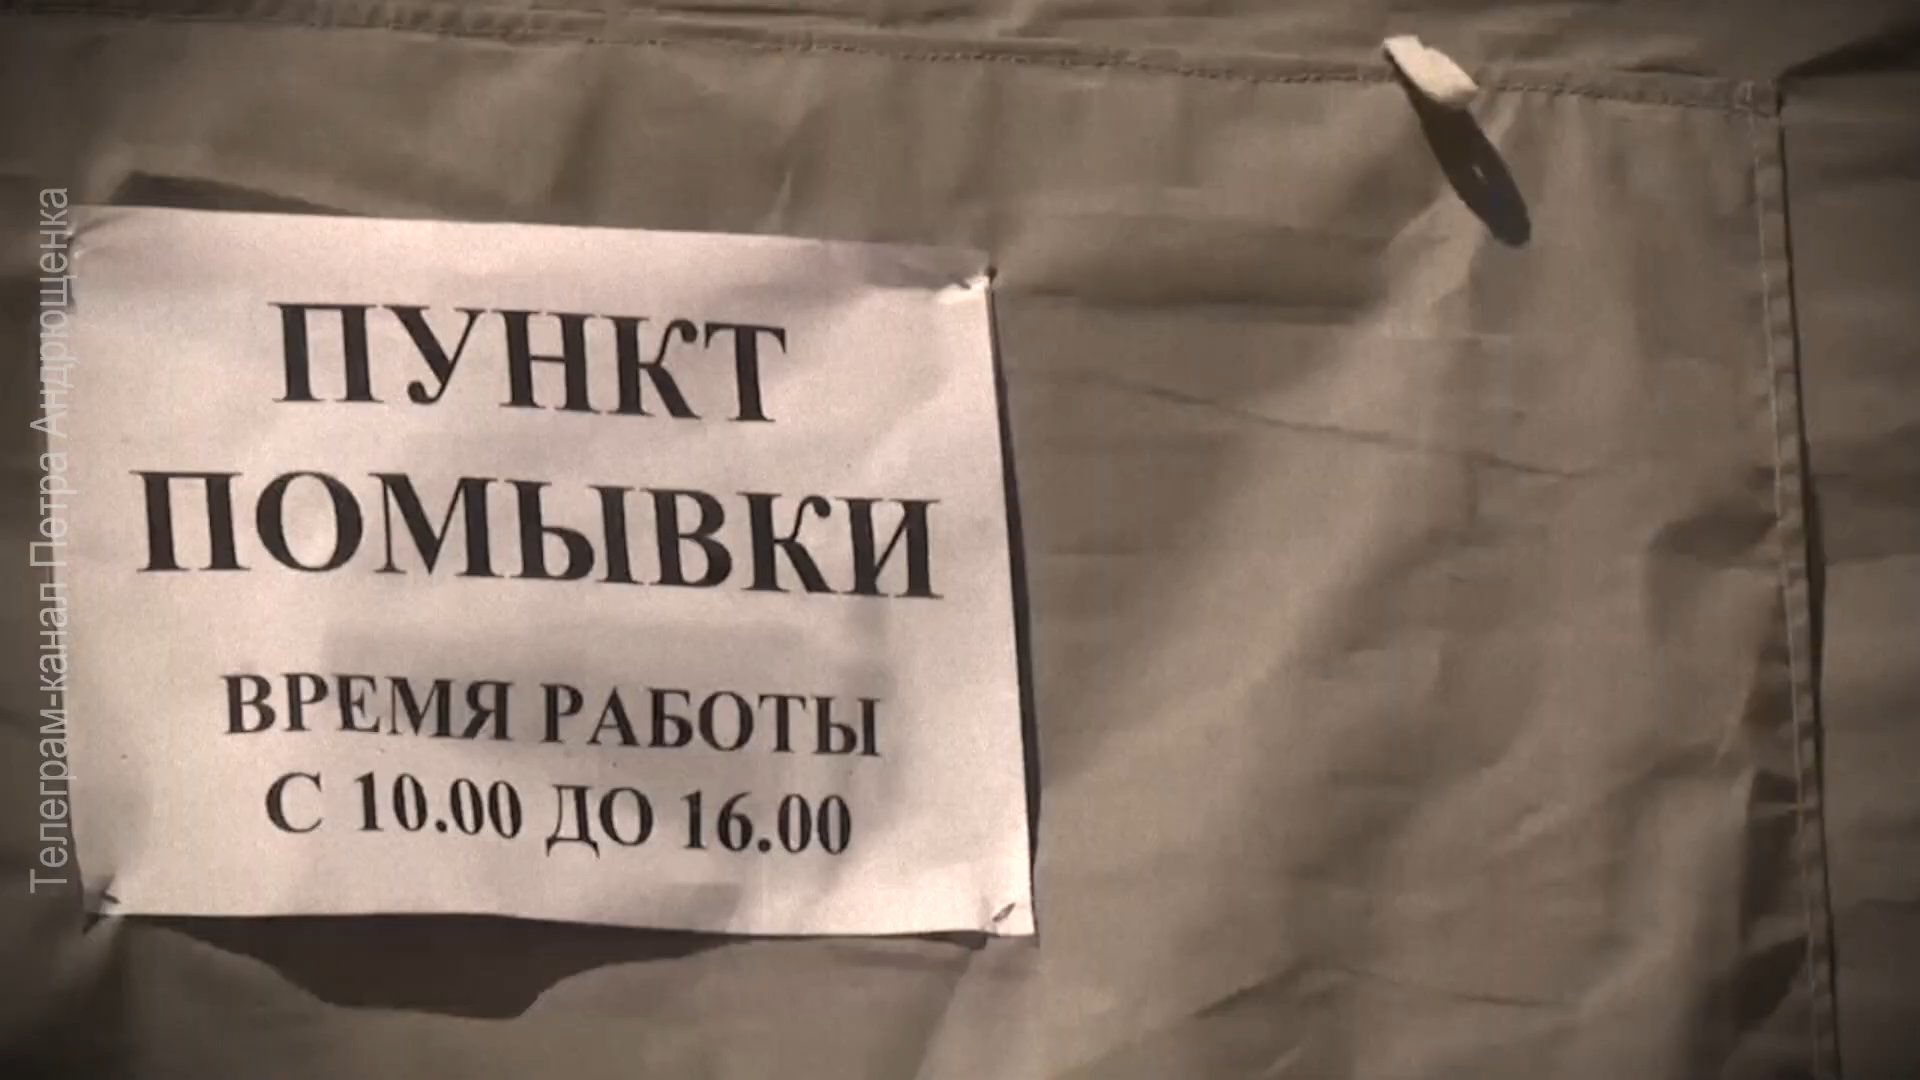 ПУНКТ
ПОМЫВКИ
ВРЕМЯ РАБОТЫ
С 10.00 ДО 16.00
Телеграм-канал Петра Андрющенка